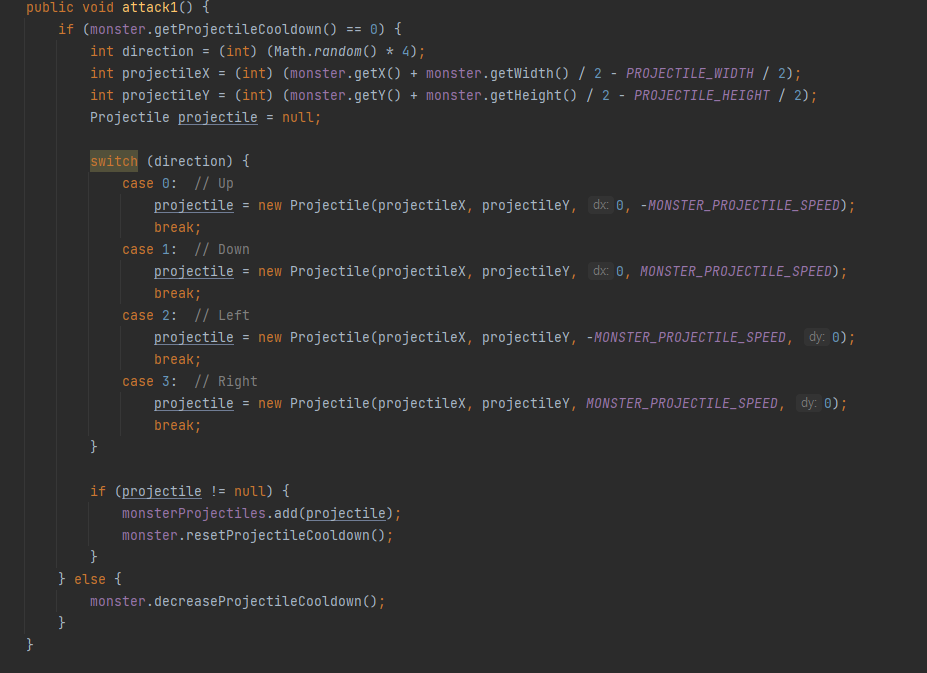 public void attack1() {
if (monster.getProjectileCooldown() == 0) {
int direction = (int) (Math.random() * 4);
int projectileX = (int) (monster.getX() + monster.getWidth() / 2 - PROJECTILE_WIDTH / 2);
int projectileY = (int) (monster.getY() + monster.getHeight() / 2 - PROJECTILE_HEIGHT / 2);
Projectile projectile = null;
switch (direction) {
case 0:  // Up
projectile = new Projectile(projectileX, projectileY, dx: 0, -MONSTER_PROJECTILE_SPEED);
break;
case 1:  // Down
projectile = new Projectile(projectileX, projectileY, dx: 0, MONSTER_PROJECTILE_SPEED);
break;
case 2:  // Left
projectile = new Projectile(projectileX, projectileY, -MONSTER_PROJECTILE_SPEED, dy: 0);
break;
case 3:  // Right
projectile = new Projectile(projectileX, projectileY, MONSTER_PROJECTILE_SPEED, dy: 0);
break;
}
if (projectile != null) {
monsterProjectiles.add(projectile);
monster.resetProjectileCooldown();
}
} else {
monster.decreaseProjectileCooldown();
}
}